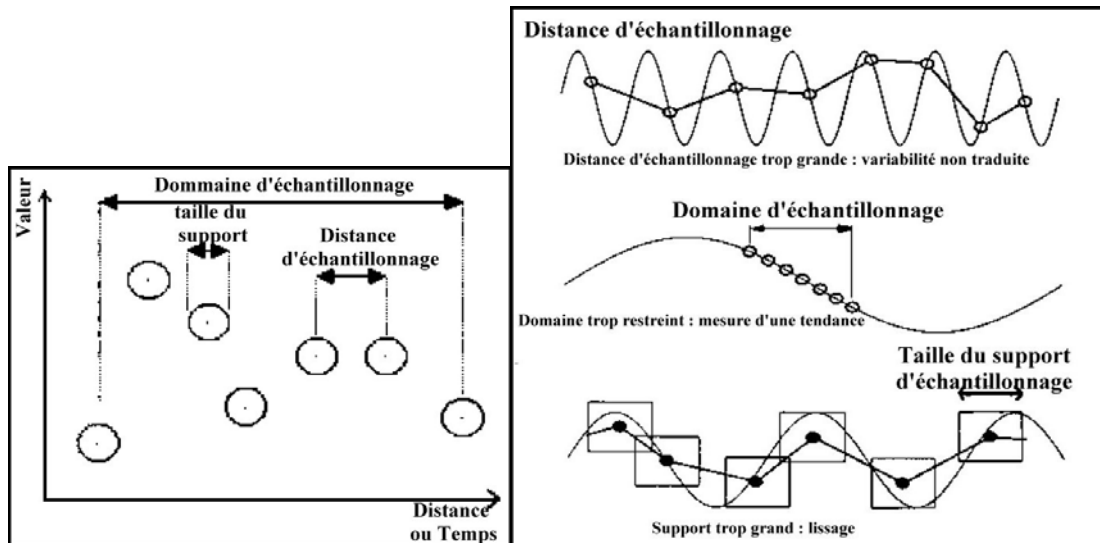 Valeur
Dommaine d'échantillonnage
taille du
support
Distance
d'échantillonnage
Distance
ou Temps
Distance d'échantillonnage
Distance d'échantillonnage trop grande : variabilité non traduite
Domaine d'échantillonnage
Domaine trop restreint : mesure d'une tendance
Taille du support
d'échantillonnage
Support trop grand : lissage